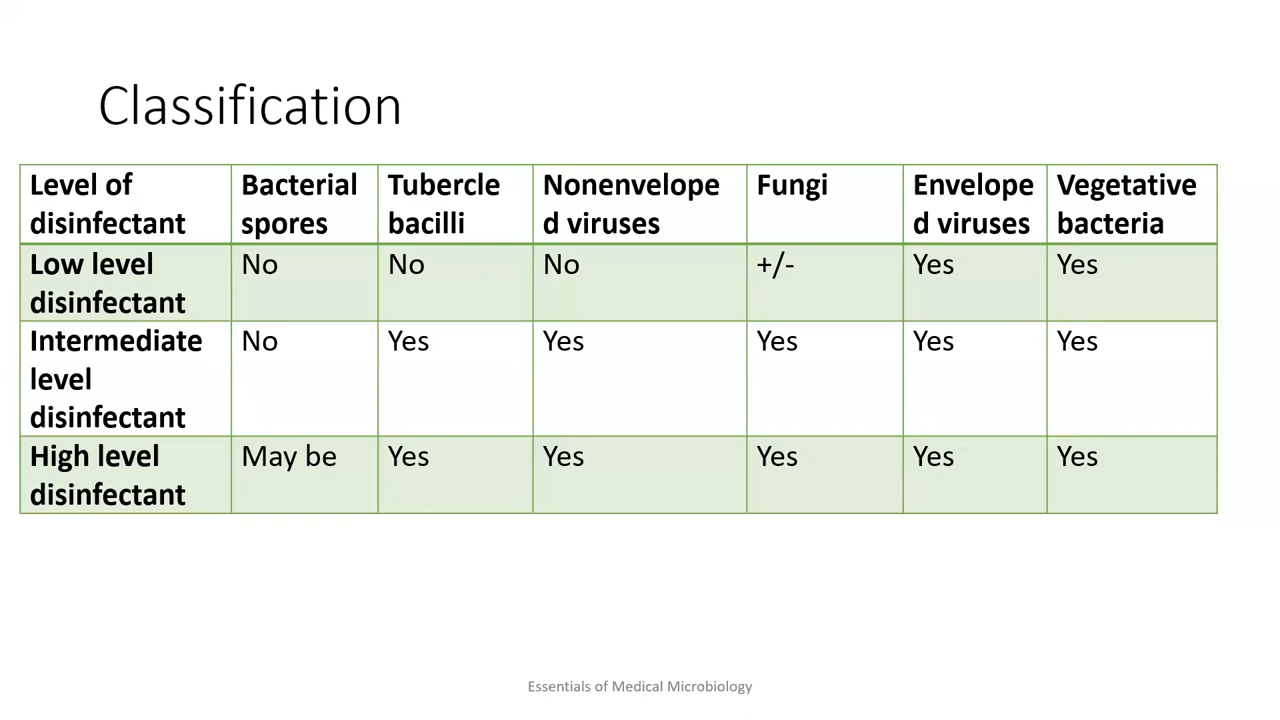 Classification
Level of disinfectant | Bacterial spores | Tubercle bacilli | Nonenveloped viruses | Fungi | Enveloped viruses | Vegetative bacteria
Low level disinfectant | No | No | No | +/- | Yes | Yes
Intermediate level disinfectant | No | Yes | Yes | Yes | Yes | Yes
High level disinfectant | May be | Yes | Yes | Yes | Yes | Yes
Essentials of Medical Microbiology